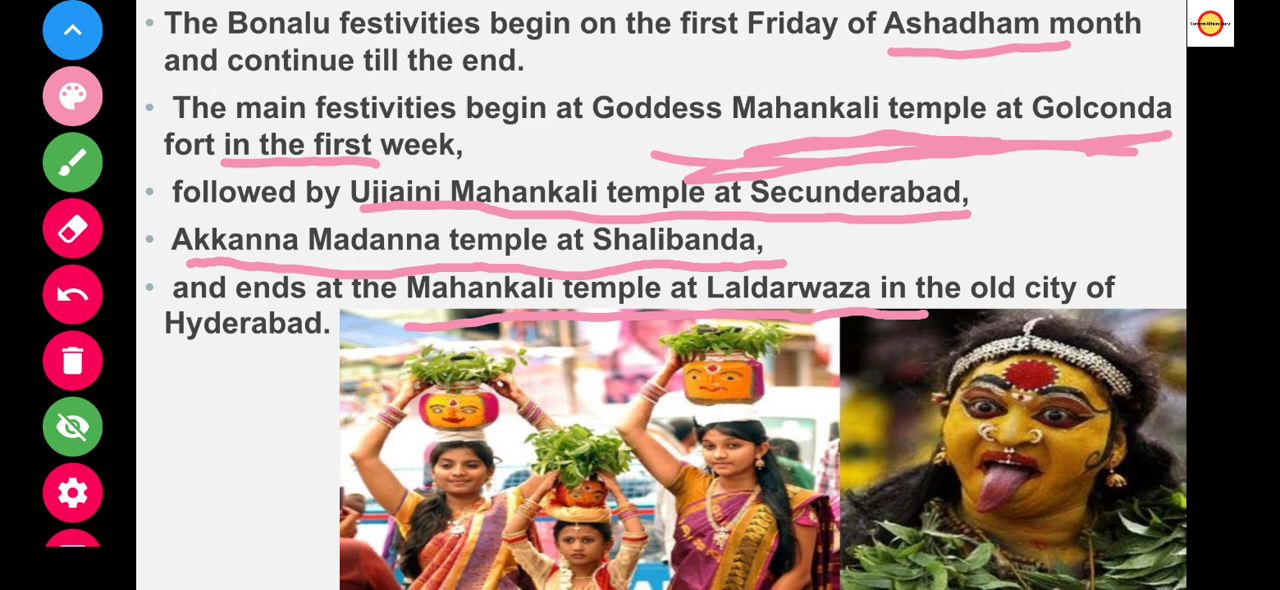 The Bonalu festivities begin on the first Friday of Ashadham month
and continue till the end.
The main festivities begin at Goddess Mahankali temple at Golconda
fort in the first week,
followed by Ujjaini Mahankali temple at Secunderabad,
Akkanna Madanna temple at Shalibanda,
and ends at the Mahankali temple at Laldarwaza in the old city of
Hyderabad.